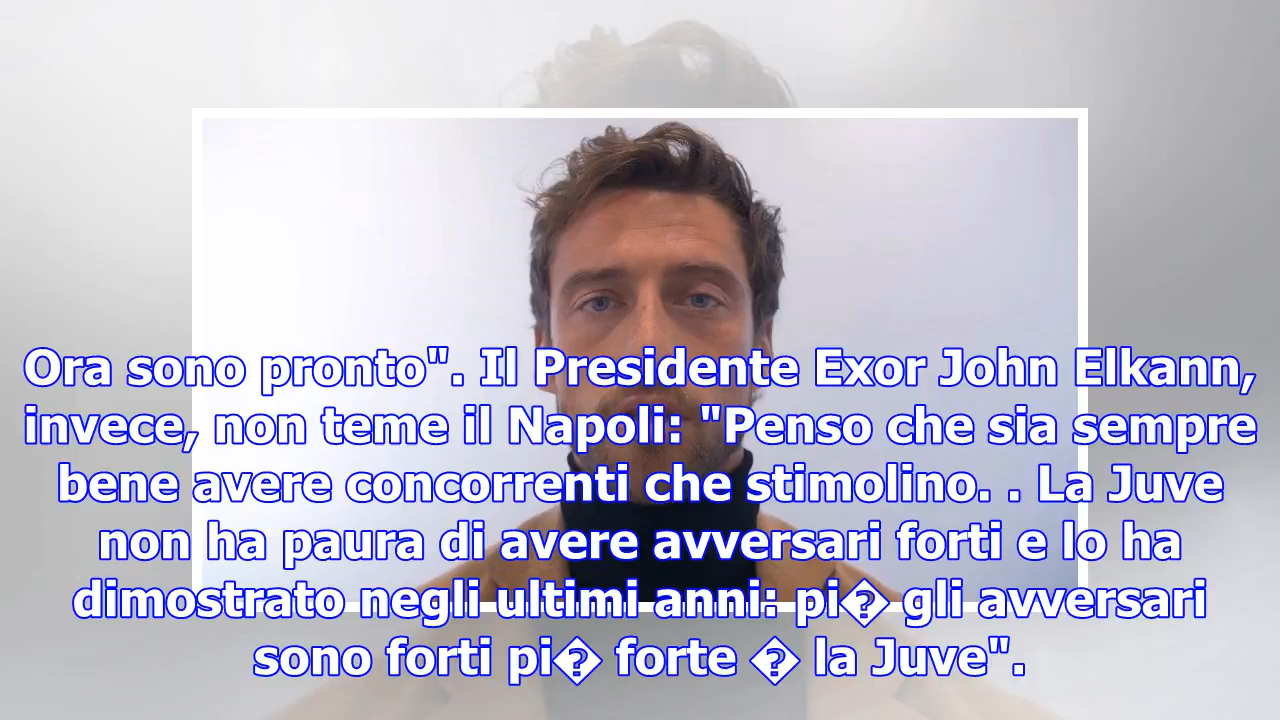 Ora sono pronto". Il Presidente Exor John Elkann,
invece, non teme il Napoli: "Penso che sia sempre
bene avere concorrenti che stimolino. . La Juve
non ha paura di avere avversari forti e lo ha
dimostrato negli ultimi anni: pi� gli avversari
sono forti pi� forte � la Juve".